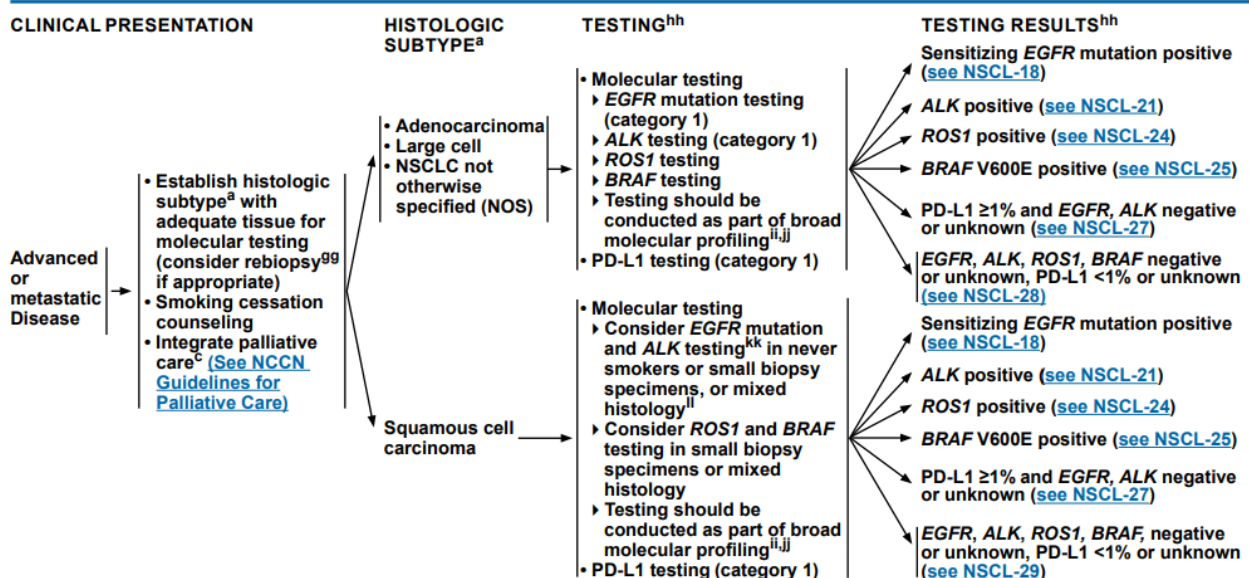 CLINICAL PRESENTATION
HISTOLOGIC
SUBTYPEᵃ
TESTINGʰʰ
TESTING RESULTSʰʰ
Advanced
or
metastatic
Disease
• Establish histologic
subtypeᵃ with
adequate tissue for
molecular testing
(consider rebiopsyᵍᵍ
if appropriate)
• Smoking cessation
counseling
• Integrate palliative
careᶜ (See NCCN
Guidelines for
Palliative Care)
• Adenocarcinoma
• Large cell
• NSCLC not
otherwise
specified (NOS)
• Molecular testing
▸ EGFR mutation testing
(category 1)
▸ ALK testing (category 1)
▸ ROS1 testing
▸ BRAF testing
▸ Testing should be
conducted as part of broad
molecular profilingⁱⁱ,ʲʲ
• PD-L1 testing (category 1)
Sensitizing EGFR mutation positive
(see NSCL-18)
ALK positive (see NSCL-21)
ROS1 positive (see NSCL-24)
BRAF V600E positive (see NSCL-25)
PD-L1 ≥1% and EGFR, ALK negative
or unknown (see NSCL-27)
EGFR, ALK, ROS1, BRAF negative
or unknown, PD-L1 <1% or unknown
(see NSCL-28)
Squamous cell
carcinoma
• Molecular testing
▸ Consider EGFR mutation
and ALK testingᵏᵏ in never
smokers or small biopsy
specimens, or mixed
histologyˡˡ
▸ Consider ROS1 and BRAF
testing in small biopsy
specimens or mixed
histology
▸ Testing should be
conducted as part of broad
molecular profilingⁱⁱ,ʲʲ
• PD-L1 testing (category 1)
Sensitizing EGFR mutation positive
(see NSCL-18)
ALK positive (see NSCL-21)
ROS1 positive (see NSCL-24)
BRAF V600E positive (see NSCL-25)
PD-L1 ≥1% and EGFR, ALK negative
or unknown (see NSCL-27)
EGFR, ALK, ROS1, BRAF, negative
or unknown, PD-L1 <1% or unknown
(see NSCL-29)